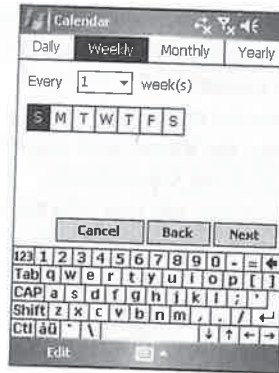 Calendar
Daily Weekly Monthly Yearly
Every 1 week(s)
S M T W T F S
Cancel Back Next
123 1 2 3 4 5 6 7 8 9 0 - = ←
Tab q w e r t y u i o p [ ]
CAP a s d f g h j k l ; '
Shift z x c v b n m , . / ↵
Ctl áü ` \ ↓ ↑ ← →
Edit